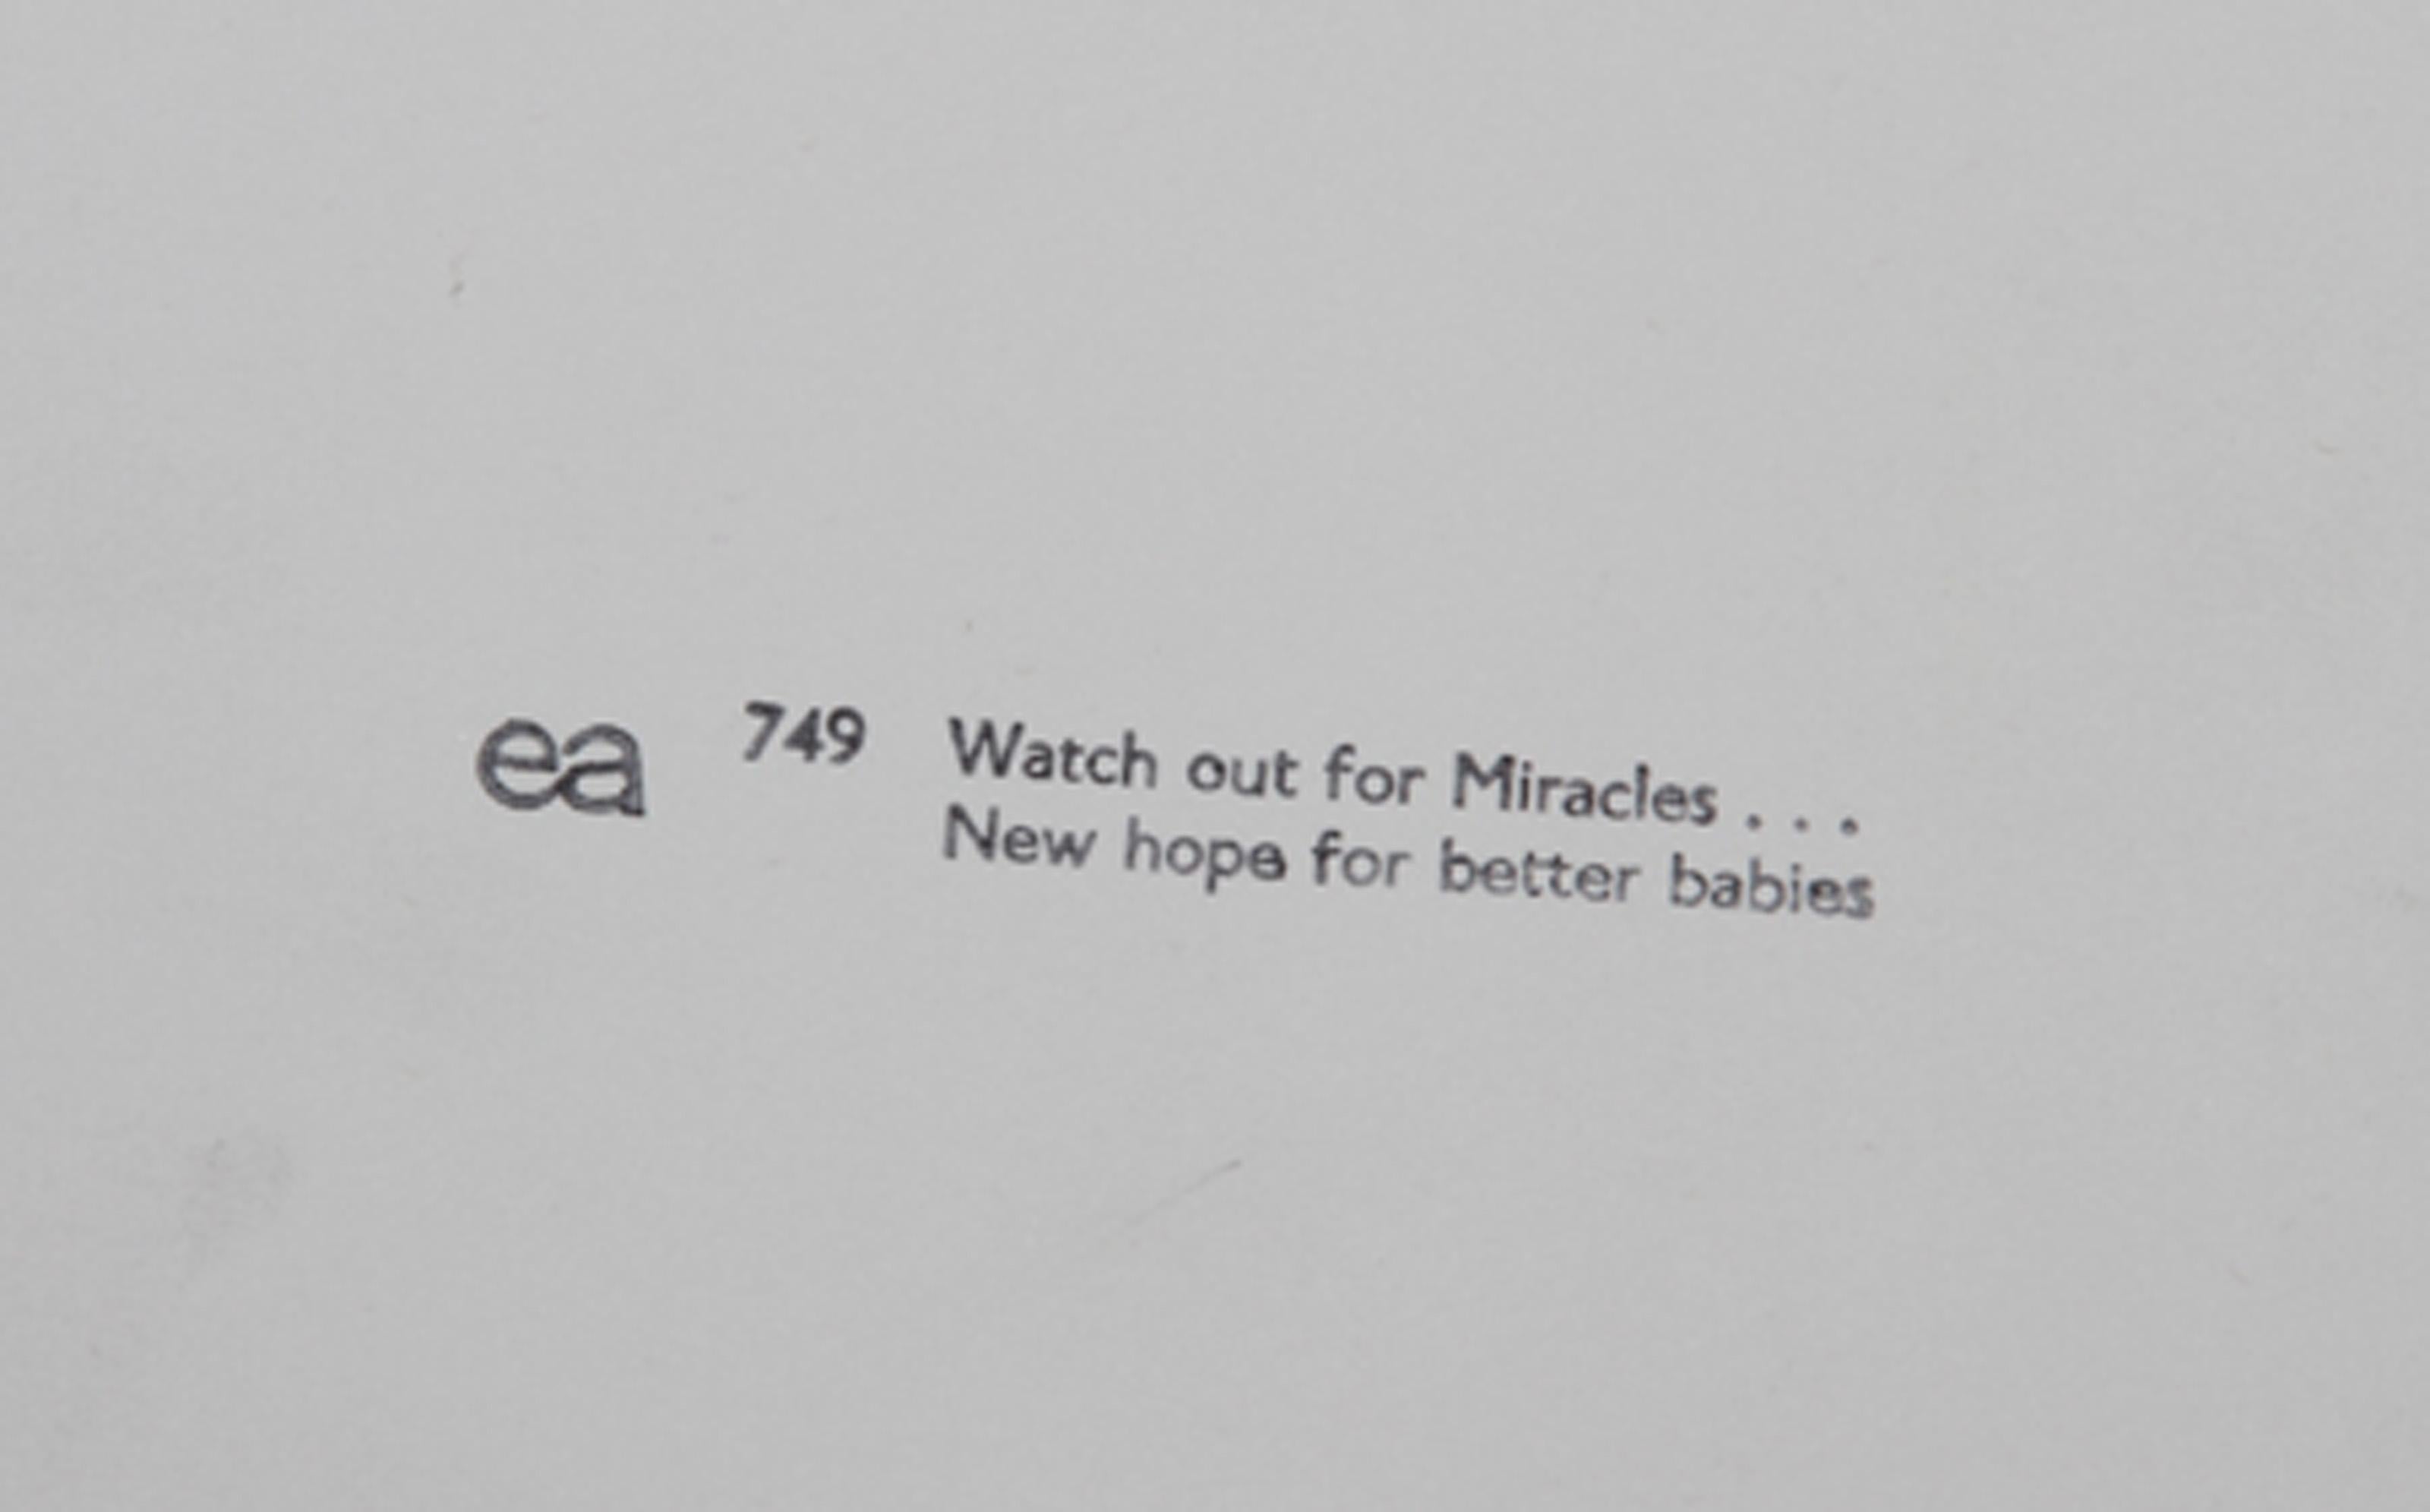 ea 749 Watch out for Miracles . . .
New hope for better babies